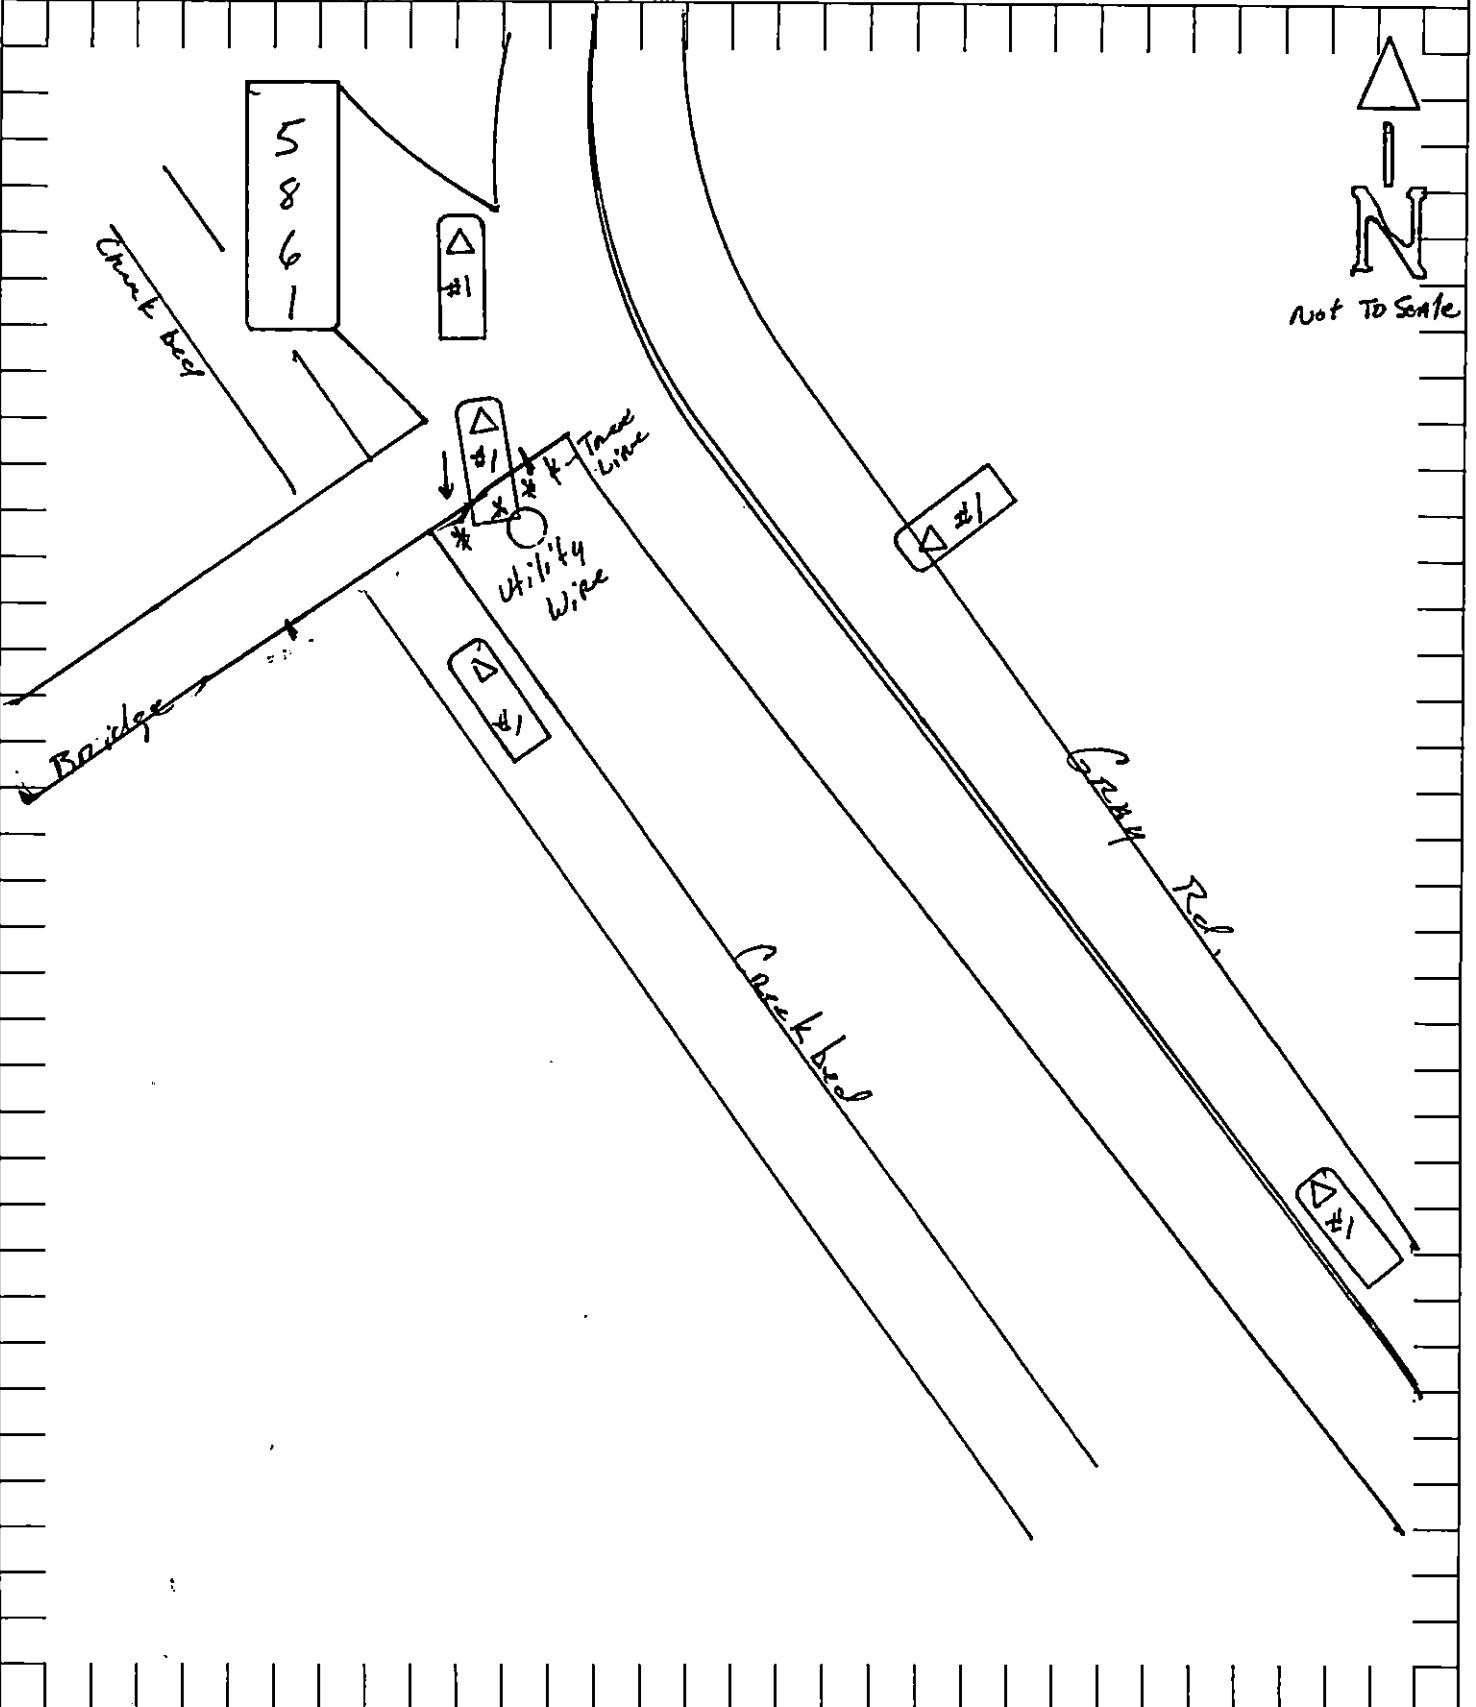 5
8
6
1
N
Not To Scale
Creek bed
#1
#1
Tree
Line
Utility
Wire
#1
#1
Bridge
Gray Rd.
Creek bed
#1